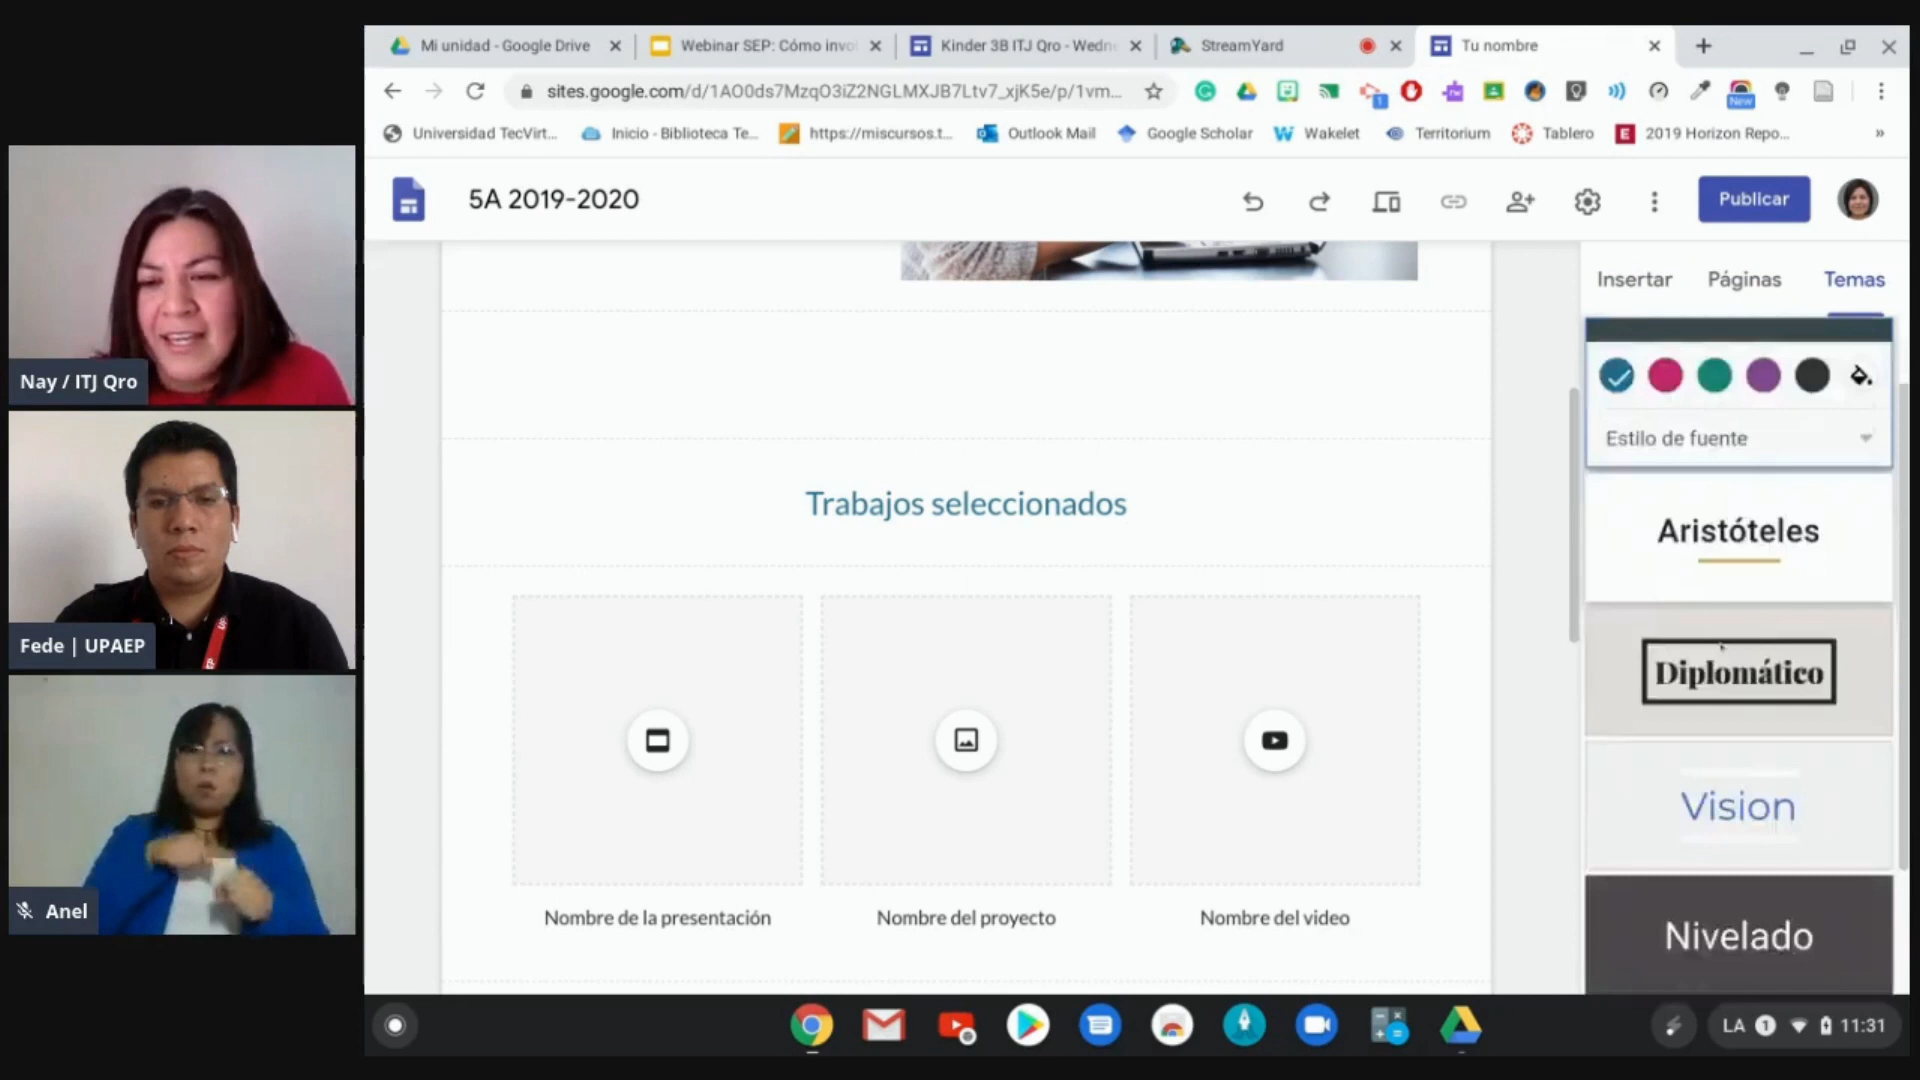 Mi unidad - Google Drive
Webinar SEP: Cómo invo
Kinder 3B ITJ Qro - Wedn
StreamYard
Tu nombre
sites.google.com/d/1AO0ds7MzqO3iZ2NGLMXJB7Ltv7_xjK5e/p/1vm...
1
New
Universidad TecVirt...
Inicio - Biblioteca Te...
https://miscursos.t...
Outlook Mail
Google Scholar
Wakelet
Territorium
Tablero
2019 Horizon Repo...
»
5A 2019-2020
Publicar
Insertar
Páginas
Temas
Estilo de fuente
Aristóteles
Diplomático
Vision
Nivelado
Trabajos seleccionados
Nombre de la presentación
Nombre del proyecto
Nombre del video
Nay / ITJ Qro
Fede | UPAEP
Anel
LA
1
11:31